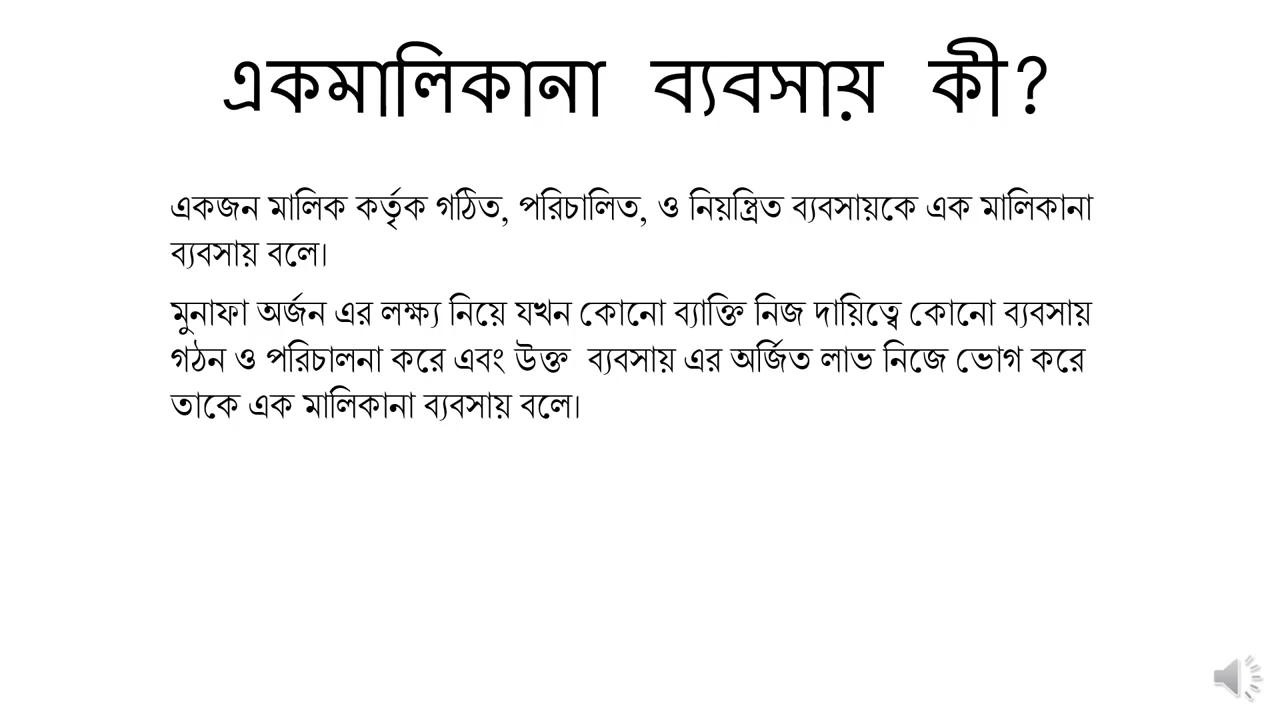 একমালিকানা ব্যবসায় কী?
একজন মালিক কর্তৃক গঠিত, পরিচালিত, ও নিয়ন্ত্রিত ব্যবসায়কে এক মালিকানা
ব্যবসায় বলে।
মুনাফা অর্জন এর লক্ষ্য নিয়ে যখন কোনো ব্যাক্তি নিজ দায়িত্বে কোনো ব্যবসায়
গঠন ও পরিচালনা করে এবং উক্ত ব্যবসায় এর অর্জিত লাভ নিজে ভোগ করে
তাকে এক মালিকানা ব্যবসায় বলে।